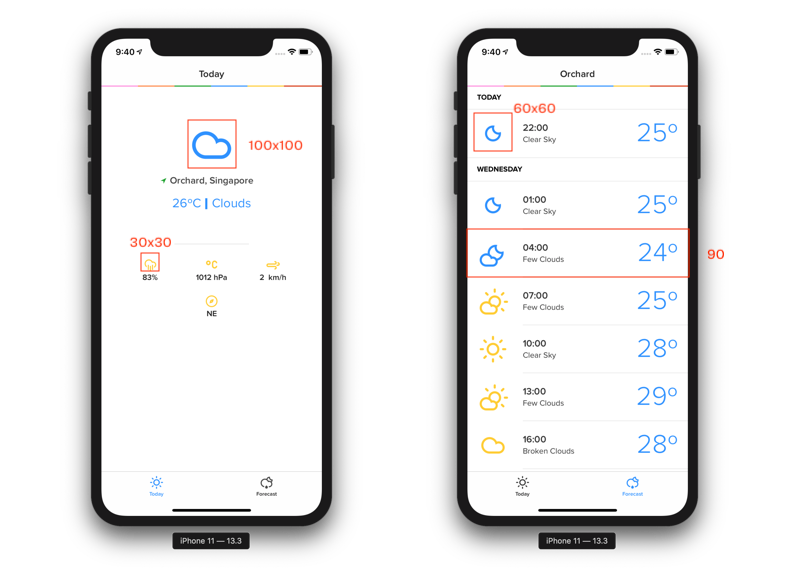 9:40
Today
100x100
Orchard, Singapore
26°C | Clouds
30x30
83%
°C
1012 hPa
2 km/h
NE
Today
Forecast
iPhone 11 — 13.3
9:40
Orchard
TODAY
60x60
22:00
Clear Sky
25°
WEDNESDAY
01:00
Clear Sky
25°
04:00
Few Clouds
24°
90
07:00
Few Clouds
25°
10:00
Clear Sky
28°
13:00
Few Clouds
29°
16:00
Broken Clouds
28°
Today
Forecast
iPhone 11 — 13.3